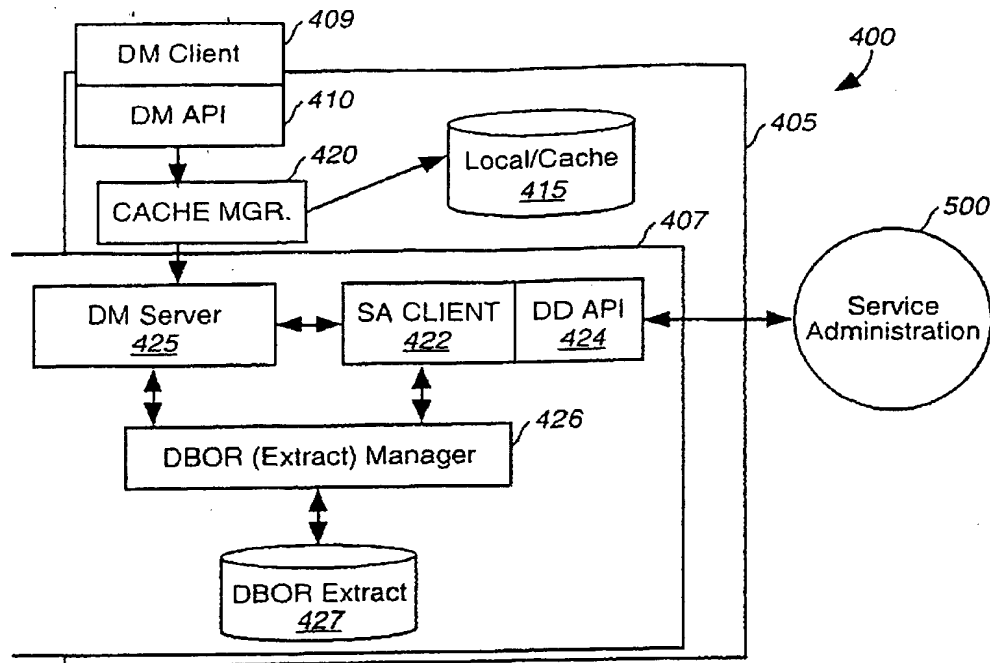 409
DM Client
400
DM API
410
405
420
Local/Cache
415
CACHE MGR.
407
500
DM Server
425
SA CLIENT
422
DD API
424
Service
Administration
426
DBOR (Extract) Manager
DBOR Extract
427